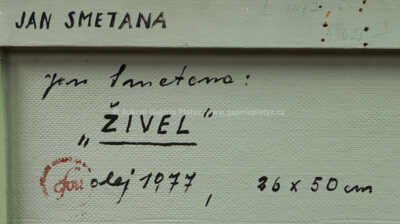 JAN SMETANA
Jan Smetana:
„ŽIVEL"
olej 1977, 26 x 50 cm